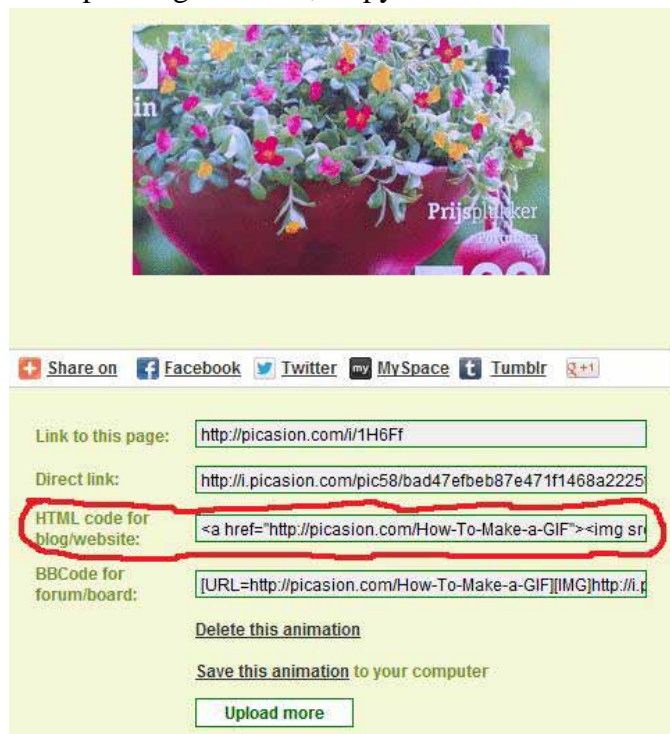 in
Prijsplukker
Share on Facebook Twitter my MySpace t Tumblr +1
Link to this page: http://picasion.com/i/1H6Ff
Direct link: http://i.picasion.com/pic58/bad47efbeb87e471f1468a2225
HTML code for
blog/website: <a href="http://picasion.com/How-To-Make-a-GIF"><img sr
BBCode for
forum/board: [URL=http://picasion.com/How-To-Make-a-GIF][IMG]http://i.p
Delete this animation
Save this animation to your computer
Upload more